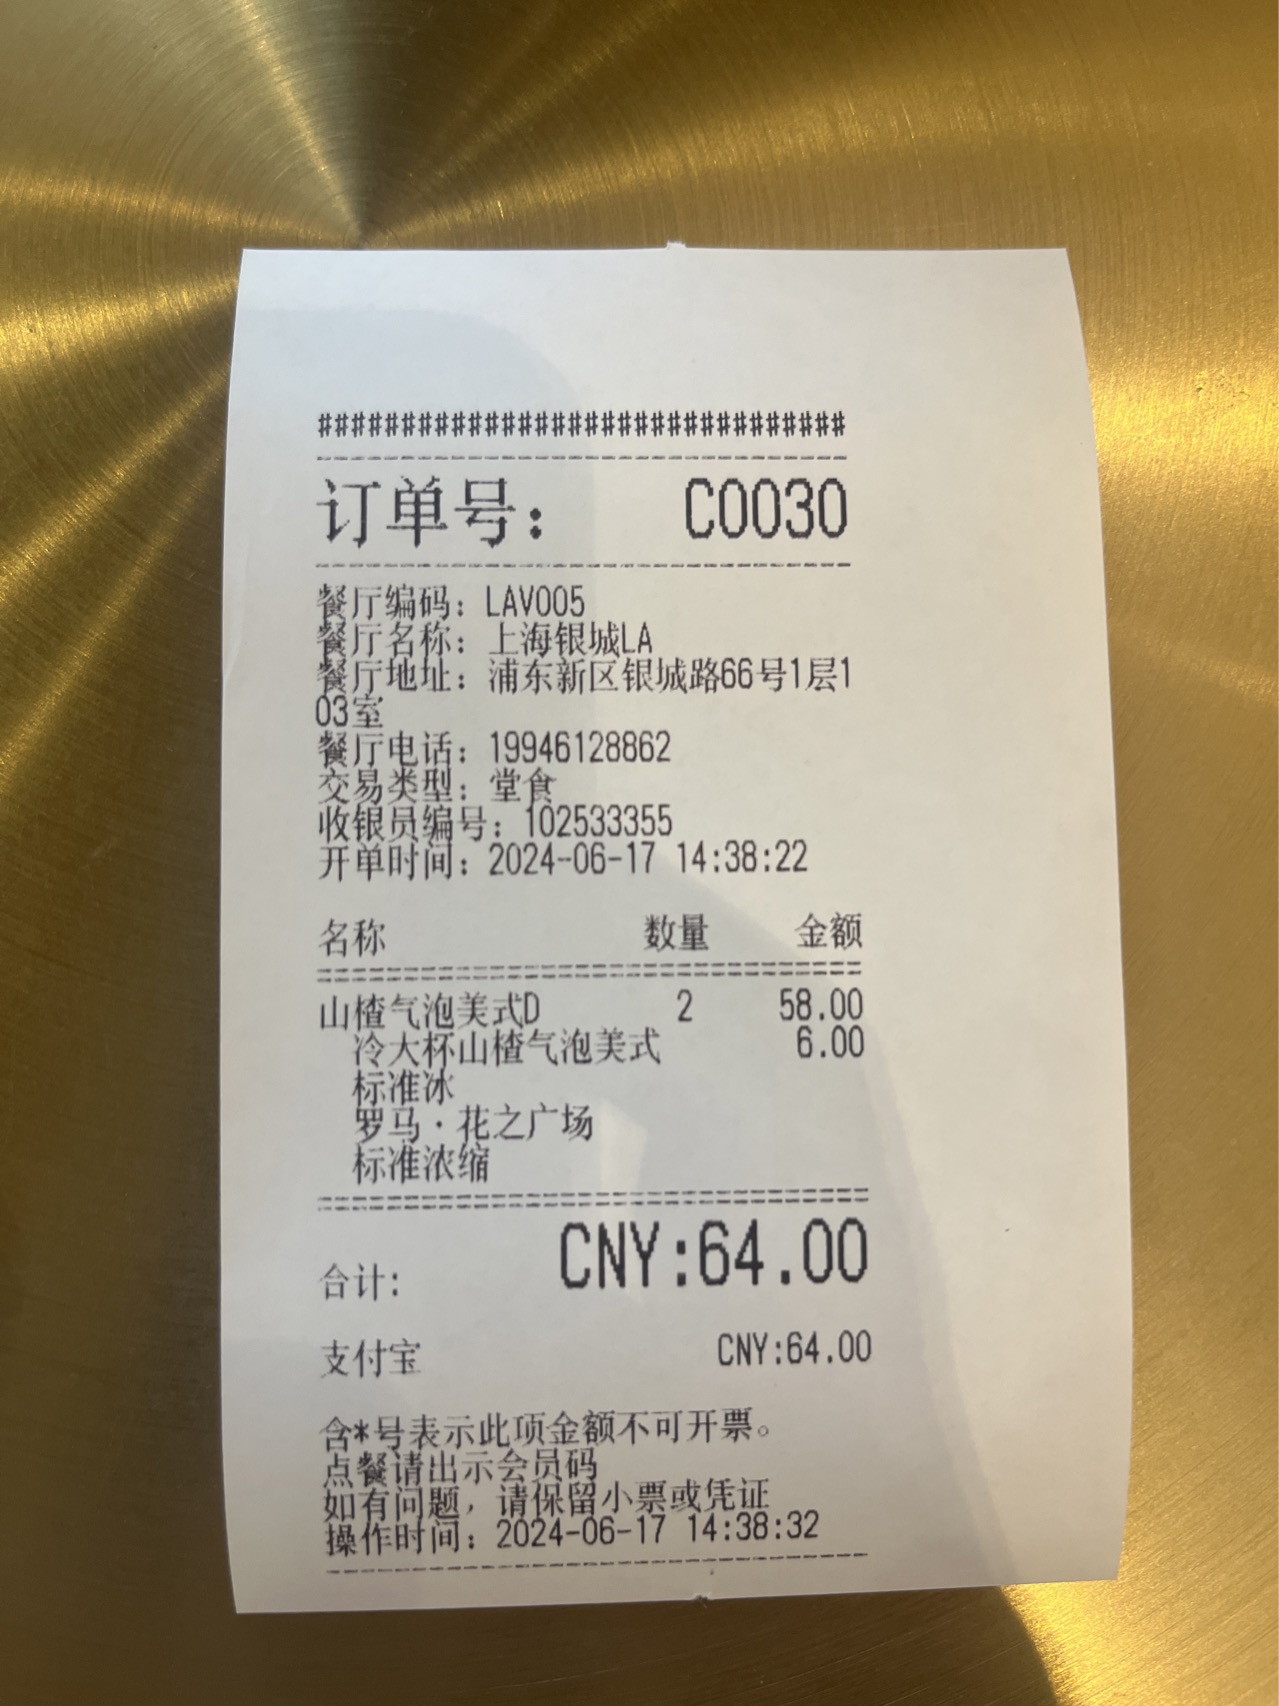 ################################
订单号： C0030
餐厅编码：LAV005
餐厅名称：上海银城LA
餐厅地址：浦东新区银城路66号1层1
03室
餐厅电话：19946128862
交易类型：堂食
收银员编号：102533355
开单时间：2024-06-17 14:38:22
名称 数量 金额
山楂气泡美式D 2 58.00
冷大杯山楂气泡美式 6.00
标准冰
罗马·花之广场
标准浓缩
合计： CNY:64.00
支付宝 CNY:64.00
含*号表示此项金额不可开票。
点餐请出示会员码
如有问题，请保留小票或凭证
操作时间：2024-06-17 14:38:32